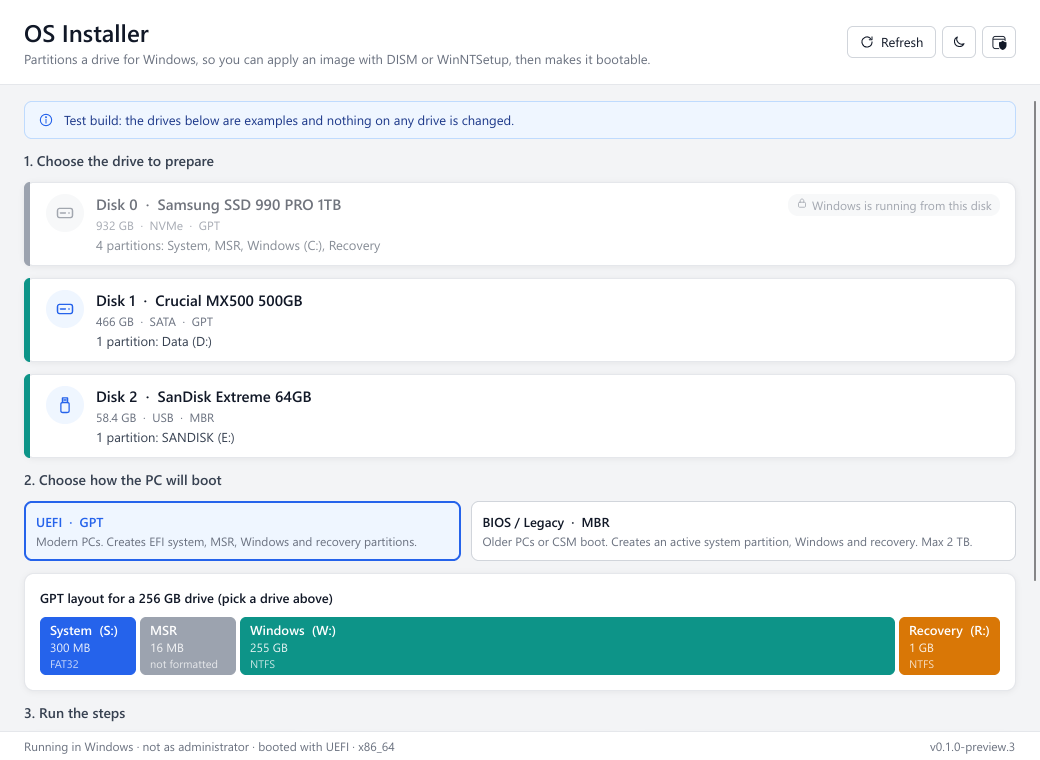 OS Installer
Partitions a drive for Windows, so you can apply an image with DISM or WinNTSetup, then makes it bootable.
Refresh
Test build: the drives below are examples and nothing on any drive is changed.
1. Choose the drive to prepare
Disk 0 · Samsung SSD 990 PRO 1TB
Windows is running from this disk
932 GB · NVMe · GPT
4 partitions: System, MSR, Windows (C:), Recovery
Disk 1 · Crucial MX500 500GB
466 GB · SATA · GPT
1 partition: Data (D:)
Disk 2 · SanDisk Extreme 64GB
58.4 GB · USB · MBR
1 partition: SANDISK (E:)
2. Choose how the PC will boot
UEFI · GPT
Modern PCs. Creates EFI system, MSR, Windows and recovery partitions.
BIOS / Legacy · MBR
Older PCs or CSM boot. Creates an active system partition, Windows and recovery. Max 2 TB.
GPT layout for a 256 GB drive (pick a drive above)
System (S:)
300 MB
FAT32
MSR
16 MB
not formatted
Windows (W:)
255 GB
NTFS
Recovery (R:)
1 GB
NTFS
3. Run the steps
Running in Windows · not as administrator · booted with UEFI · x86_64
v0.1.0-preview.3